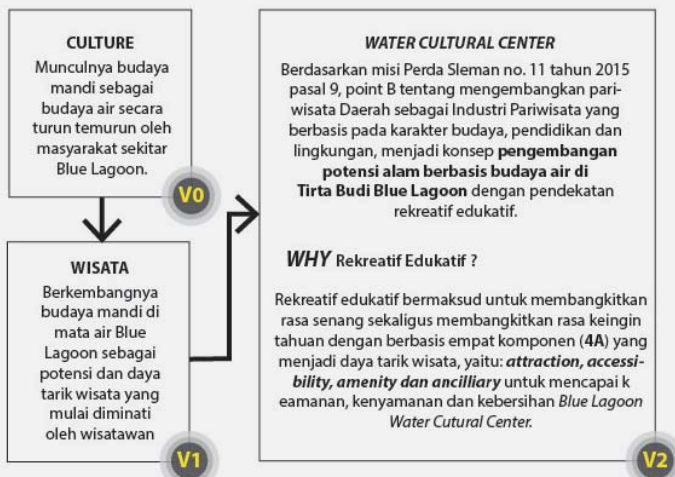 CULTURE
Munculnya budaya
mandi sebagai
budaya air secara
turun temurun oleh
masyarakat sekitar
Blue Lagoon.
V0
WISATA
Berkembangnya
budaya mandi di
mata air Blue
Lagoon sebagai
potensi dan daya
tarik wisata yang
mulai diminati
oleh wisatawan
V1
WATER CULTURAL CENTER
Berdasarkan misi Perda Sleman no. 11 tahun 2015
pasal 9, point B tentang mengembangkan pari-
wisata Daerah sebagai Industri Pariwisata yang
berbasis pada karakter budaya, pendidikan dan
lingkungan, menjadi konsep pengembangan
potensi alam berbasis budaya air di
Tirta Budi Blue Lagoon dengan pendekatan
rekreatif edukatif.
WHY Rekreatif Edukatif ?
Rekreatif edukatif bermaksud untuk membangkitkan
rasa senang sekaligus membangkitkan rasa keingin
tahuan dengan berbasis empat komponen (4A) yang
menjadi daya tarik wisata, yaitu: attraction, accessi-
bility, amenity dan ancilliary untuk mencapai k
eamanan, kenyamanan dan kebersihan Blue Lagoon
Water Cutural Center.
V2